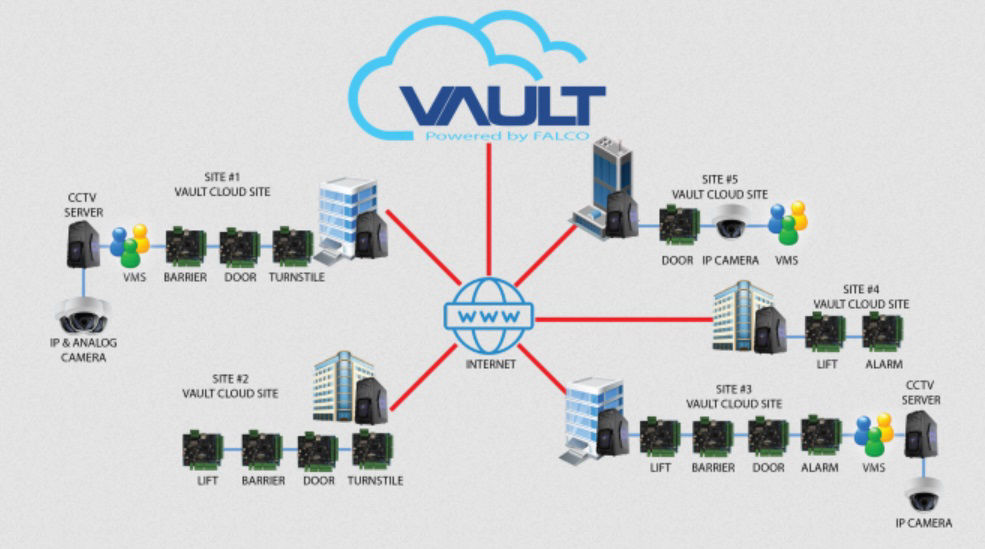 VAULT
Powered by FALCO
SITE #1
VAULT CLOUD SITE
CCTV
SERVER
VMS
BARRIER
DOOR
TURNSTILE
IP & ANALOG
CAMERA
SITE #5
VAULT CLOUD SITE
DOOR
IP CAMERA
VMS
WWW
INTERNET
SITE #4
VAULT CLOUD SITE
LIFT
ALARM
SITE #2
VAULT CLOUD SITE
LIFT
BARRIER
DOOR
TURNSTILE
SITE #3
VAULT CLOUD SITE
LIFT
BARRIER
DOOR
ALARM
VMS
CCTV
SERVER
IP CAMERA